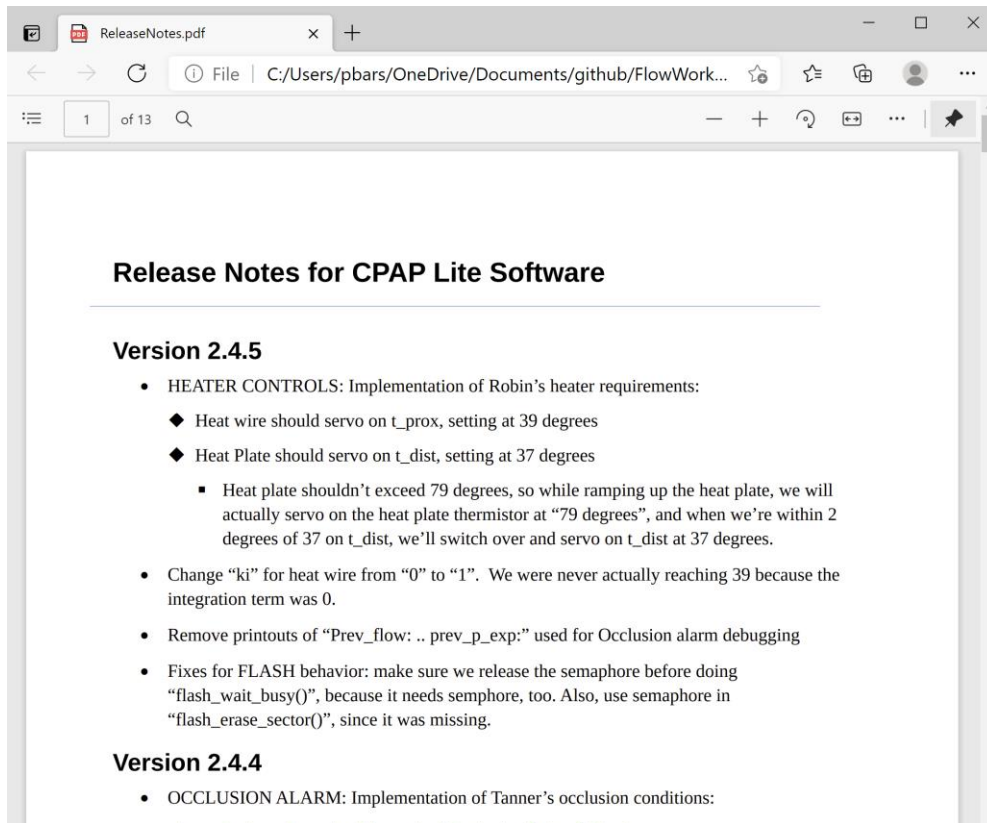 ReleaseNotes.pdf
File | C:/Users/pbars/OneDrive/Documents/github/FlowWork...
1 of 13
Release Notes for CPAP Lite Software
Version 2.4.5
• HEATER CONTROLS: Implementation of Robin’s heater requirements:
◆ Heat wire should servo on t_prox, setting at 39 degrees
◆ Heat Plate should servo on t_dist, setting at 37 degrees
▪ Heat plate shouldn’t exceed 79 degrees, so while ramping up the heat plate, we will
actually servo on the heat plate thermistor at “79 degrees”, and when we’re within 2
degrees of 37 on t_dist, we’ll switch over and servo on t_dist at 37 degrees.
• Change “ki” for heat wire from “0” to “1”.  We were never actually reaching 39 because the
integration term was 0.
• Remove printouts of “Prev_flow: .. prev_p_exp:” used for Occlusion alarm debugging
• Fixes for FLASH behavior: make sure we release the semaphore before doing
“flash_wait_busy()”, because it needs semphore, too. Also, use semaphore in
“flash_erase_sector()”, since it was missing.
Version 2.4.4
• OCCLUSION ALARM: Implementation of Tanner’s occlusion conditions: